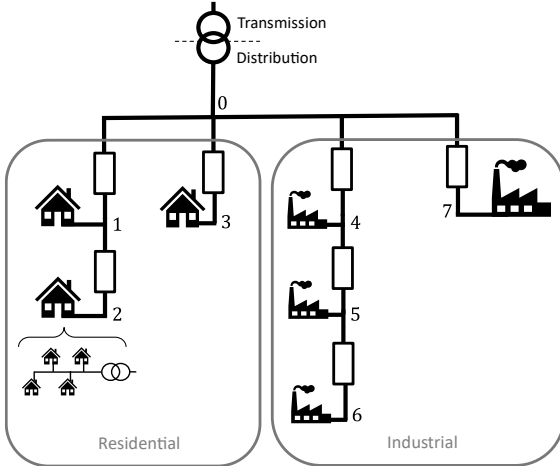 Transmission
Distribution
0
1
3
4
7
2
5
6
Residential
Industrial